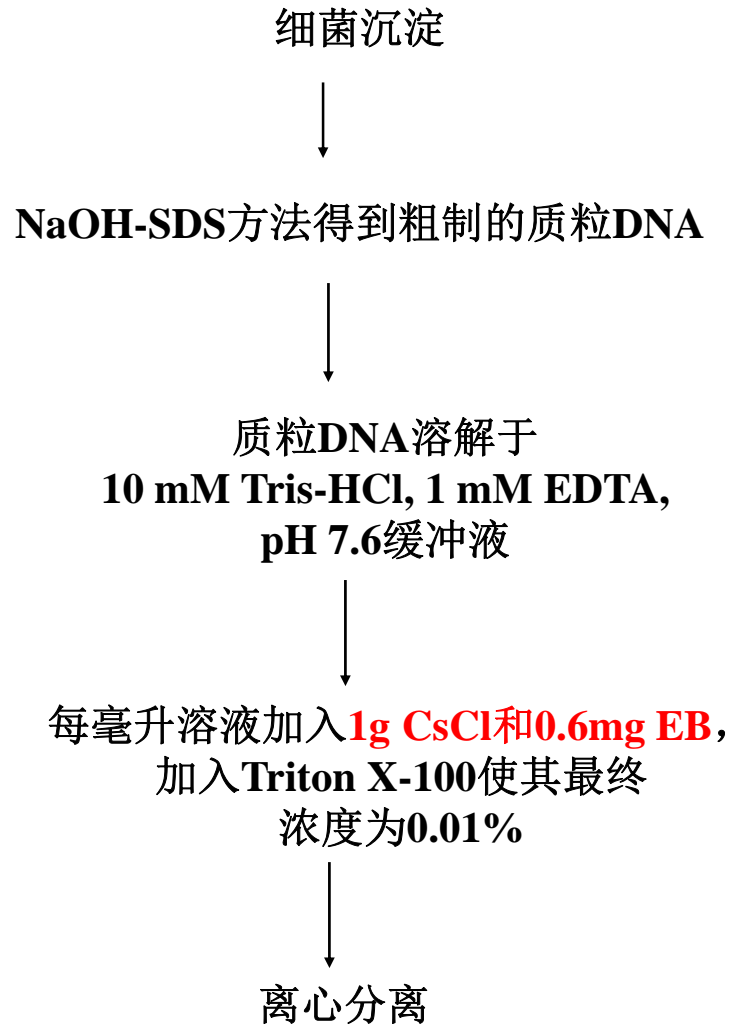 细菌沉淀
NaOH-SDS方法得到粗制的质粒DNA
质粒DNA溶解于
10 mM Tris-HCl, 1 mM EDTA,
pH 7.6缓冲液
每毫升溶液加入1g CsCl和0.6mg EB，
加入Triton X-100使其最终
浓度为0.01%
离心分离